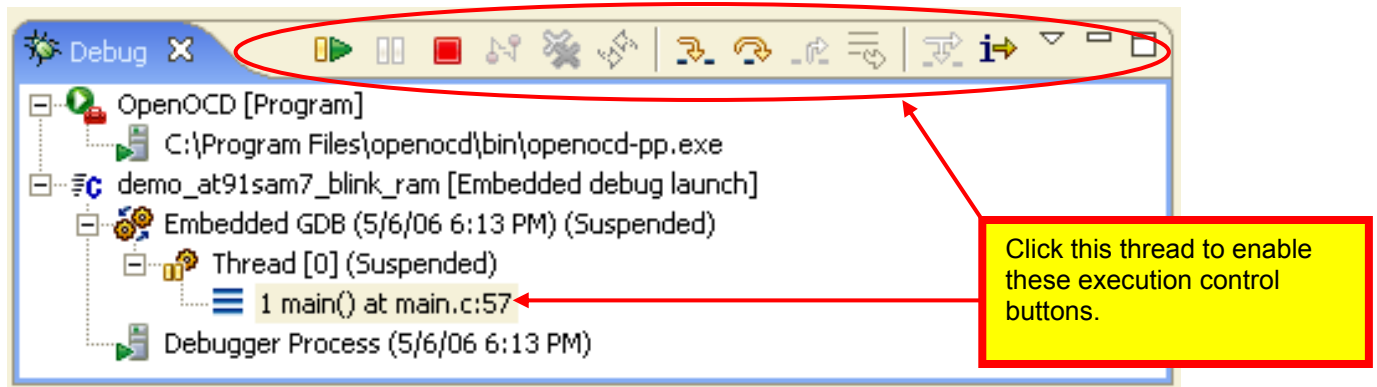 Debug
i
OpenOCD [Program]
C:\Program Files\openocd\bin\openocd-pp.exe
C demo_at91sam7_blink_ram [Embedded debug launch]
Embedded GDB (5/6/06 6:13 PM) (Suspended)
Thread [0] (Suspended)
1 main() at main.c:57
Debugger Process (5/6/06 6:13 PM)
Click this thread to enable
these execution control
buttons.